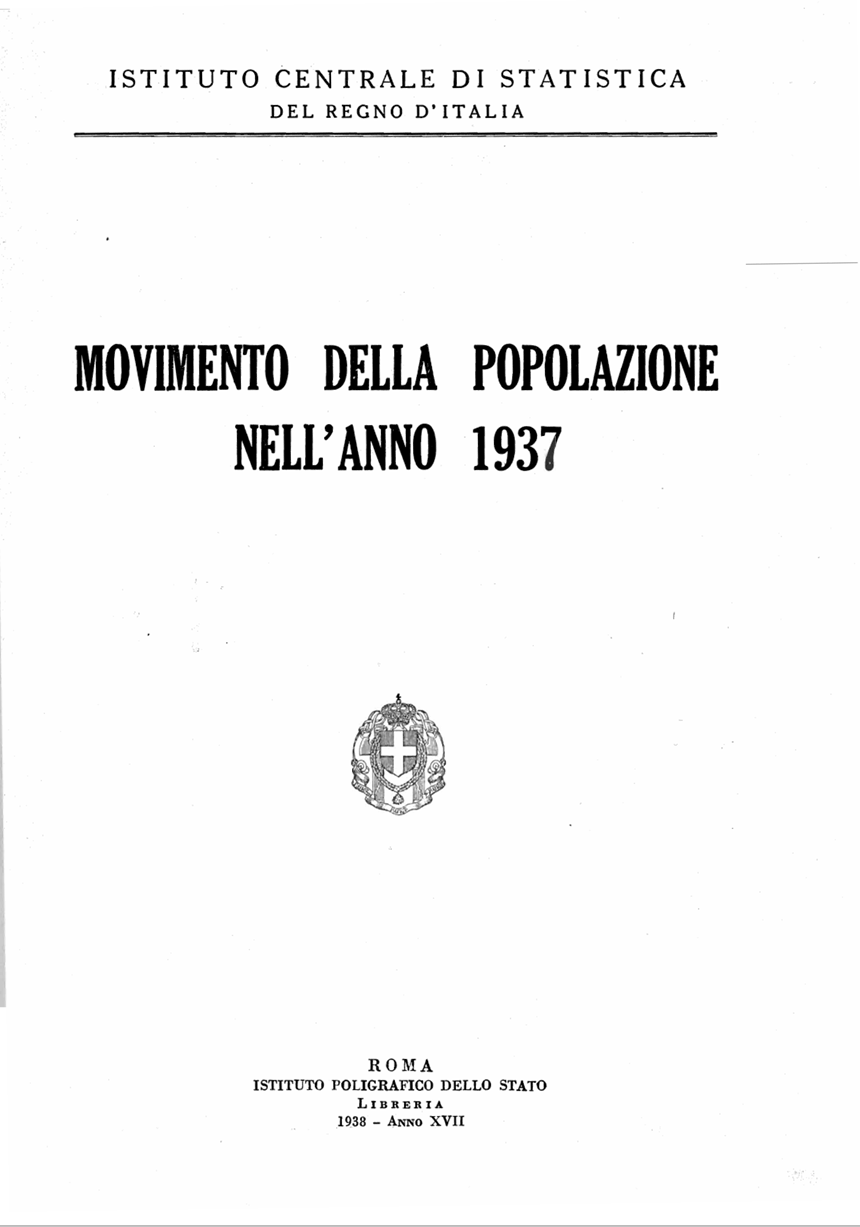 ISTITUTO CENTRALE DI STATISTICA
DEL REGNO D'ITALIA
MOVIMENTO DELLA POPOLAZIONE
NELL'ANNO 1937
ROMA
ISTITUTO POLIGRAFICO DELLO STATO
LIBRERIA
1938 – ANNO XVII